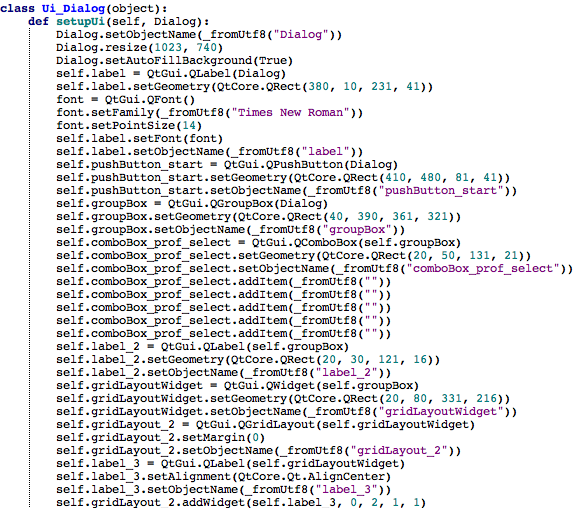 class Ui_Dialog(object):
    def setupUi(self, Dialog):
        Dialog.setObjectName(_fromUtf8("Dialog"))
        Dialog.resize(1023, 740)
        Dialog.setAutoFillBackground(True)
        self.label = QtGui.QLabel(Dialog)
        self.label.setGeometry(QtCore.QRect(380, 10, 231, 41))
        font = QtGui.QFont()
        font.setFamily(_fromUtf8("Times New Roman"))
        font.setPointSize(14)
        self.label.setFont(font)
        self.label.setObjectName(_fromUtf8("label"))
        self.pushButton_start = QtGui.QPushButton(Dialog)
        self.pushButton_start.setGeometry(QtCore.QRect(410, 480, 81, 41))
        self.pushButton_start.setObjectName(_fromUtf8("pushButton_start"))
        self.groupBox = QtGui.QGroupBox(Dialog)
        self.groupBox.setGeometry(QtCore.QRect(40, 390, 361, 321))
        self.groupBox.setObjectName(_fromUtf8("groupBox"))
        self.comboBox_prof_select = QtGui.QComboBox(self.groupBox)
        self.comboBox_prof_select.setGeometry(QtCore.QRect(20, 50, 131, 21))
        self.comboBox_prof_select.setObjectName(_fromUtf8("comboBox_prof_select"))
        self.comboBox_prof_select.addItem(_fromUtf8(""))
        self.comboBox_prof_select.addItem(_fromUtf8(""))
        self.comboBox_prof_select.addItem(_fromUtf8(""))
        self.comboBox_prof_select.addItem(_fromUtf8(""))
        self.comboBox_prof_select.addItem(_fromUtf8(""))
        self.label_2 = QtGui.QLabel(self.groupBox)
        self.label_2.setGeometry(QtCore.QRect(20, 30, 121, 16))
        self.label_2.setObjectName(_fromUtf8("label_2"))
        self.gridLayoutWidget = QtGui.QWidget(self.groupBox)
        self.gridLayoutWidget.setGeometry(QtCore.QRect(20, 80, 331, 216))
        self.gridLayoutWidget.setObjectName(_fromUtf8("gridLayoutWidget"))
        self.gridLayout_2 = QtGui.QGridLayout(self.gridLayoutWidget)
        self.gridLayout_2.setMargin(0)
        self.gridLayout_2.setObjectName(_fromUtf8("gridLayout_2"))
        self.label_3 = QtGui.QLabel(self.gridLayoutWidget)
        self.label_3.setAlignment(QtCore.Qt.AlignCenter)
        self.label_3.setObjectName(_fromUtf8("label_3"))
        self.gridLayout_2.addWidget(self.label_3, 0, 2, 1, 1)